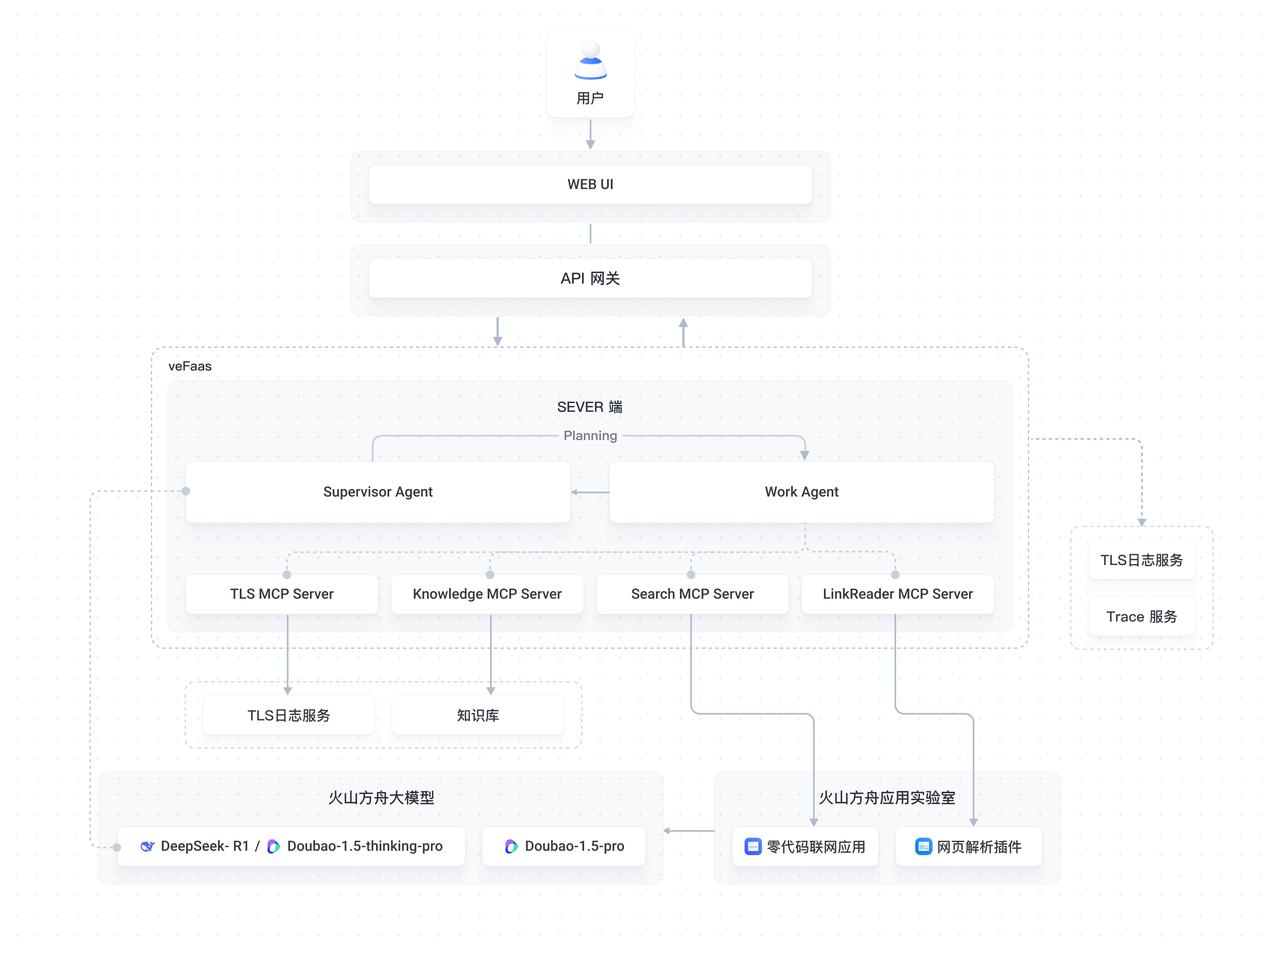 用户
WEB UI
API 网关
veFaas
SEVER 端
Planning
Supervisor Agent
Work Agent
TLS MCP Server
Knowledge MCP Server
Search MCP Server
LinkReader MCP Server
TLS日志服务
Trace 服务
TLS日志服务
知识库
火山方舟大模型
DeepSeek- R1 / Doubao-1.5-thinking-pro
Doubao-1.5-pro
火山方舟应用实验室
零代码联网应用
网页解析插件